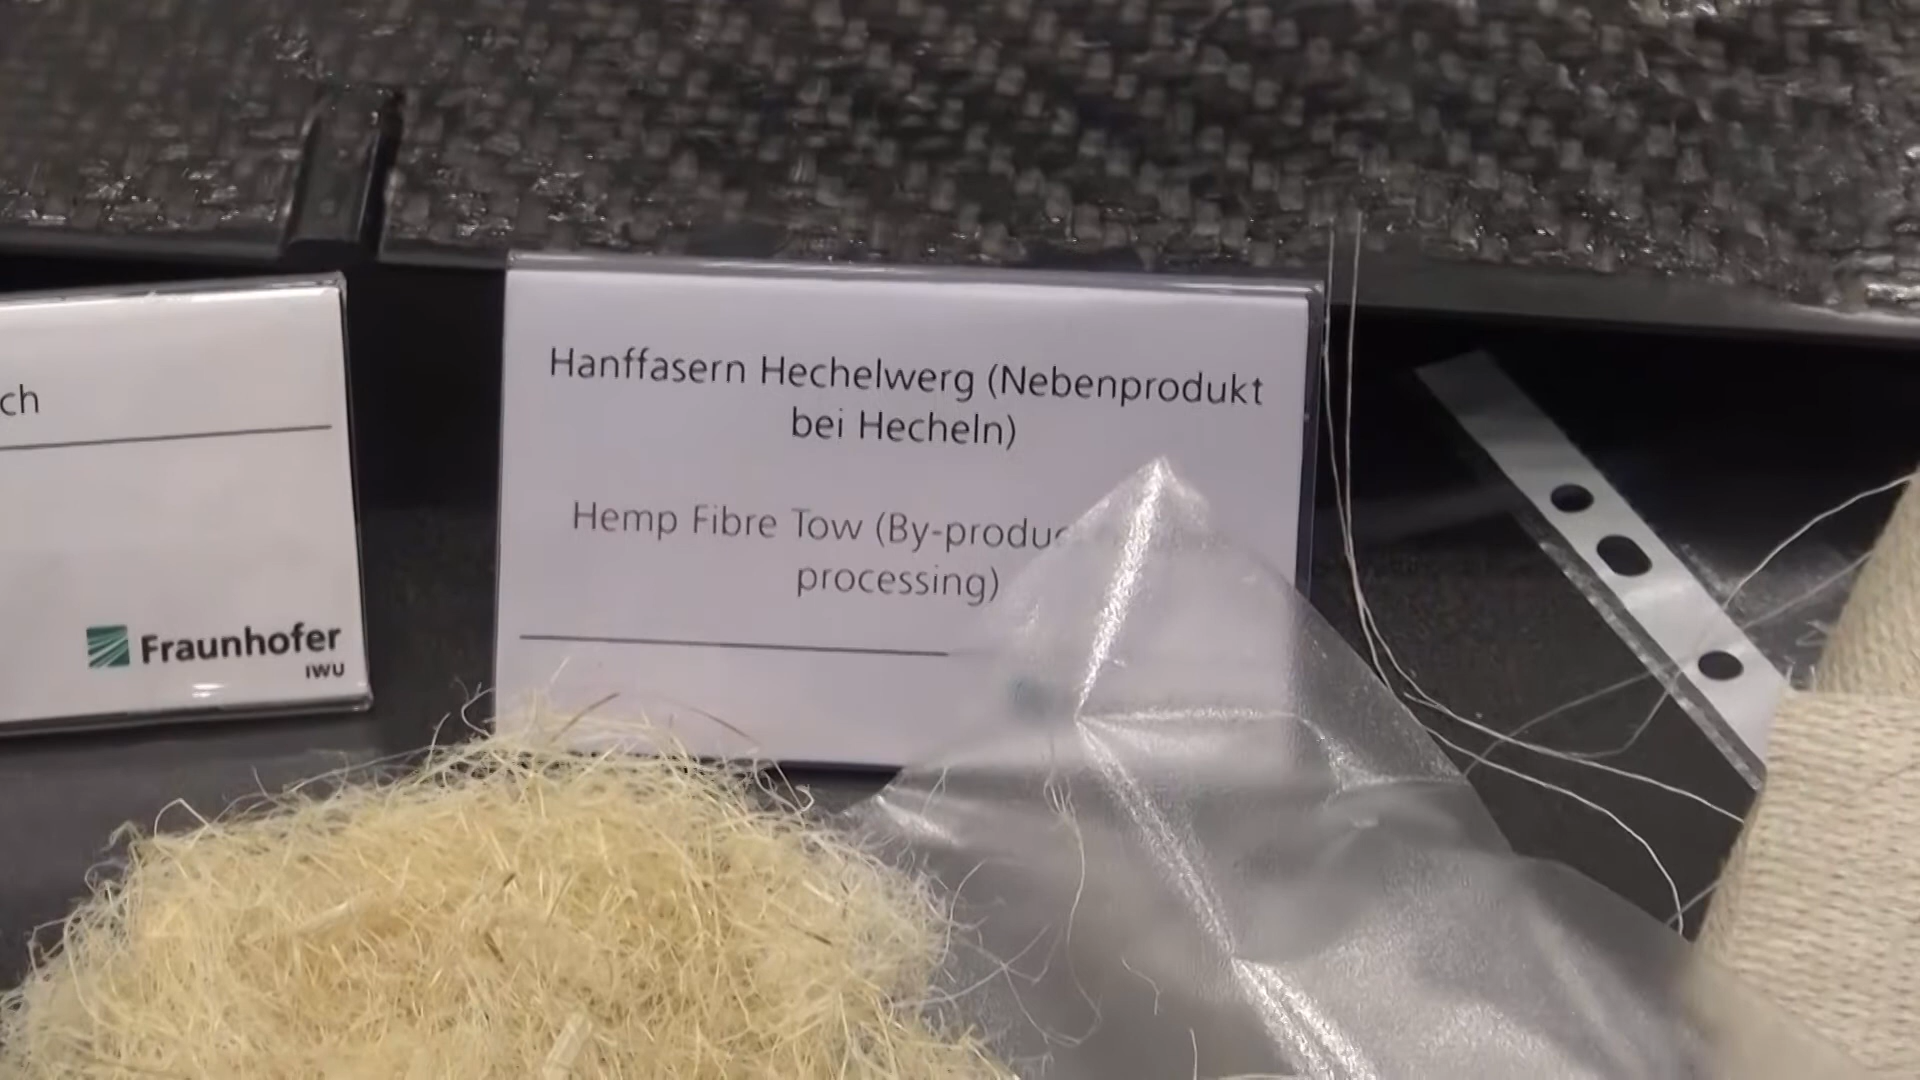 ch
Fraunhofer
IWU
Hanffasern Hechelwerg (Nebenprodukt
bei Hecheln)
Hemp Fibre Tow (By-produc
processing)